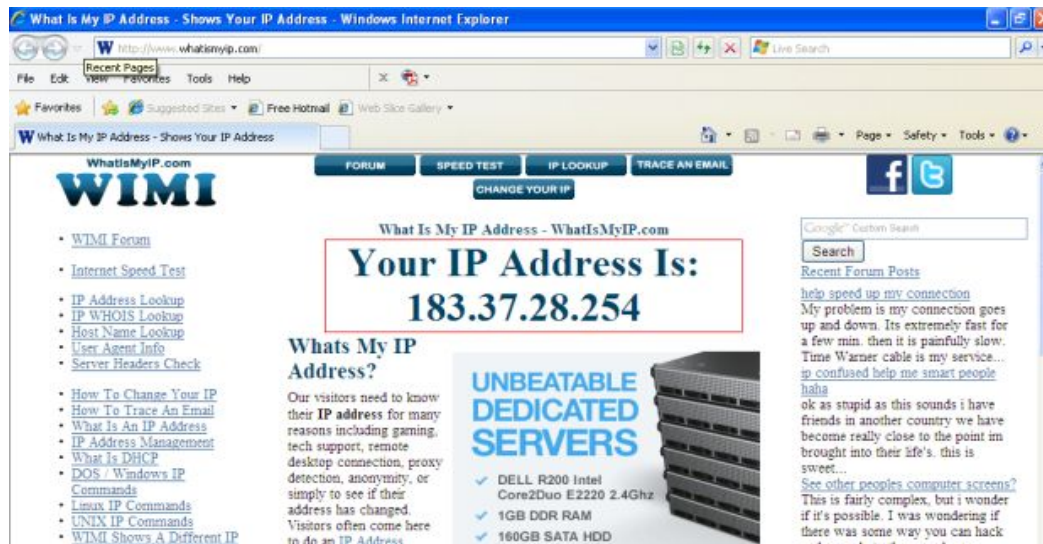 What Is My IP Address - Shows Your IP Address - Windows Internet Explorer
http://www.whatismyip.com/
Live Search
Recent Pages
File Edit View Favorites Tools Help
Favorites Suggested Sites Free Hotmail Web Slice Gallery
What Is My IP Address - Shows Your IP Address
Page Safety Tools
WhatIsMyIP.com
WIMI
FORUM
SPEED TEST
IP LOOKUP
TRACE AN EMAIL
CHANGE YOUR IP
WIMI Forum
Internet Speed Test
IP Address Lookup
IP WHOIS Lookup
Host Name Lookup
User Agent Info
Server Headers Check
How To Change Your IP
How To Trace An Email
What Is An IP Address
IP Address Management
What Is DHCP
DOS / Windows IP
Commands
Linux IP Commands
UNIX IP Commands
WIMI Shows A Different IP
What Is My IP Address - WhatIsMyIP.com
Your IP Address Is:
183.37.28.254
Whats My IP
Address?
Our visitors need to know
their IP address for many
reasons including gaming,
tech support, remote
desktop connection, proxy
detection, anonymity, or
simply to see if their
address has changed.
Visitors often come here
to do an IP Address
UNBEATABLE
DEDICATED
SERVERS
DELL R200 Intel
Core2Duo E2220 2.4Ghz
1GB DDR RAM
160GB SATA HDD
Google™ Custom Search
Search
Recent Forum Posts
help speed up my connection
My problem is my connection goes
up and down. Its extremely fast for
a few min. then it is painfully slow.
Time Warner cable is my service...
ip confused help me smart people
haha
ok as stupid as this sounds i have
friends in another country we have
become really close to the point im
brought into their life's. this is
sweet...
See other peoples computer screens?
This is fairly complex, but i wonder
if it's possible. I was wondering if
there was some way you can hack